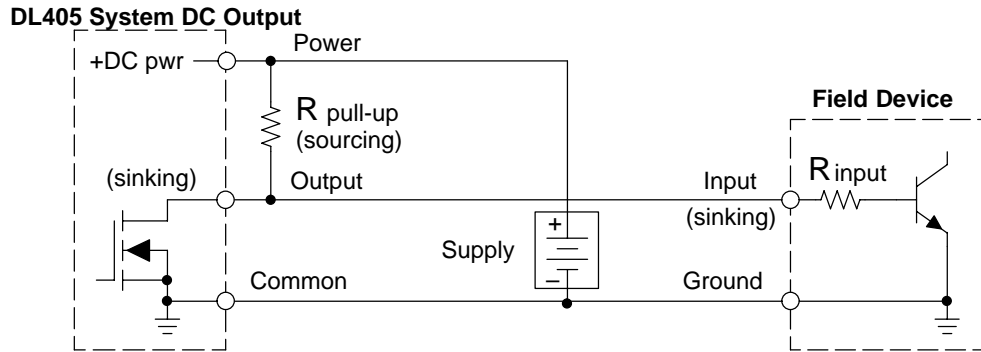 DL405 System DC Output
+DC pwr
Power
R pull-up
(sourcing)
Field Device
(sinking)
Output
Input
(sinking)
R input
Supply
+
–
Common
Ground